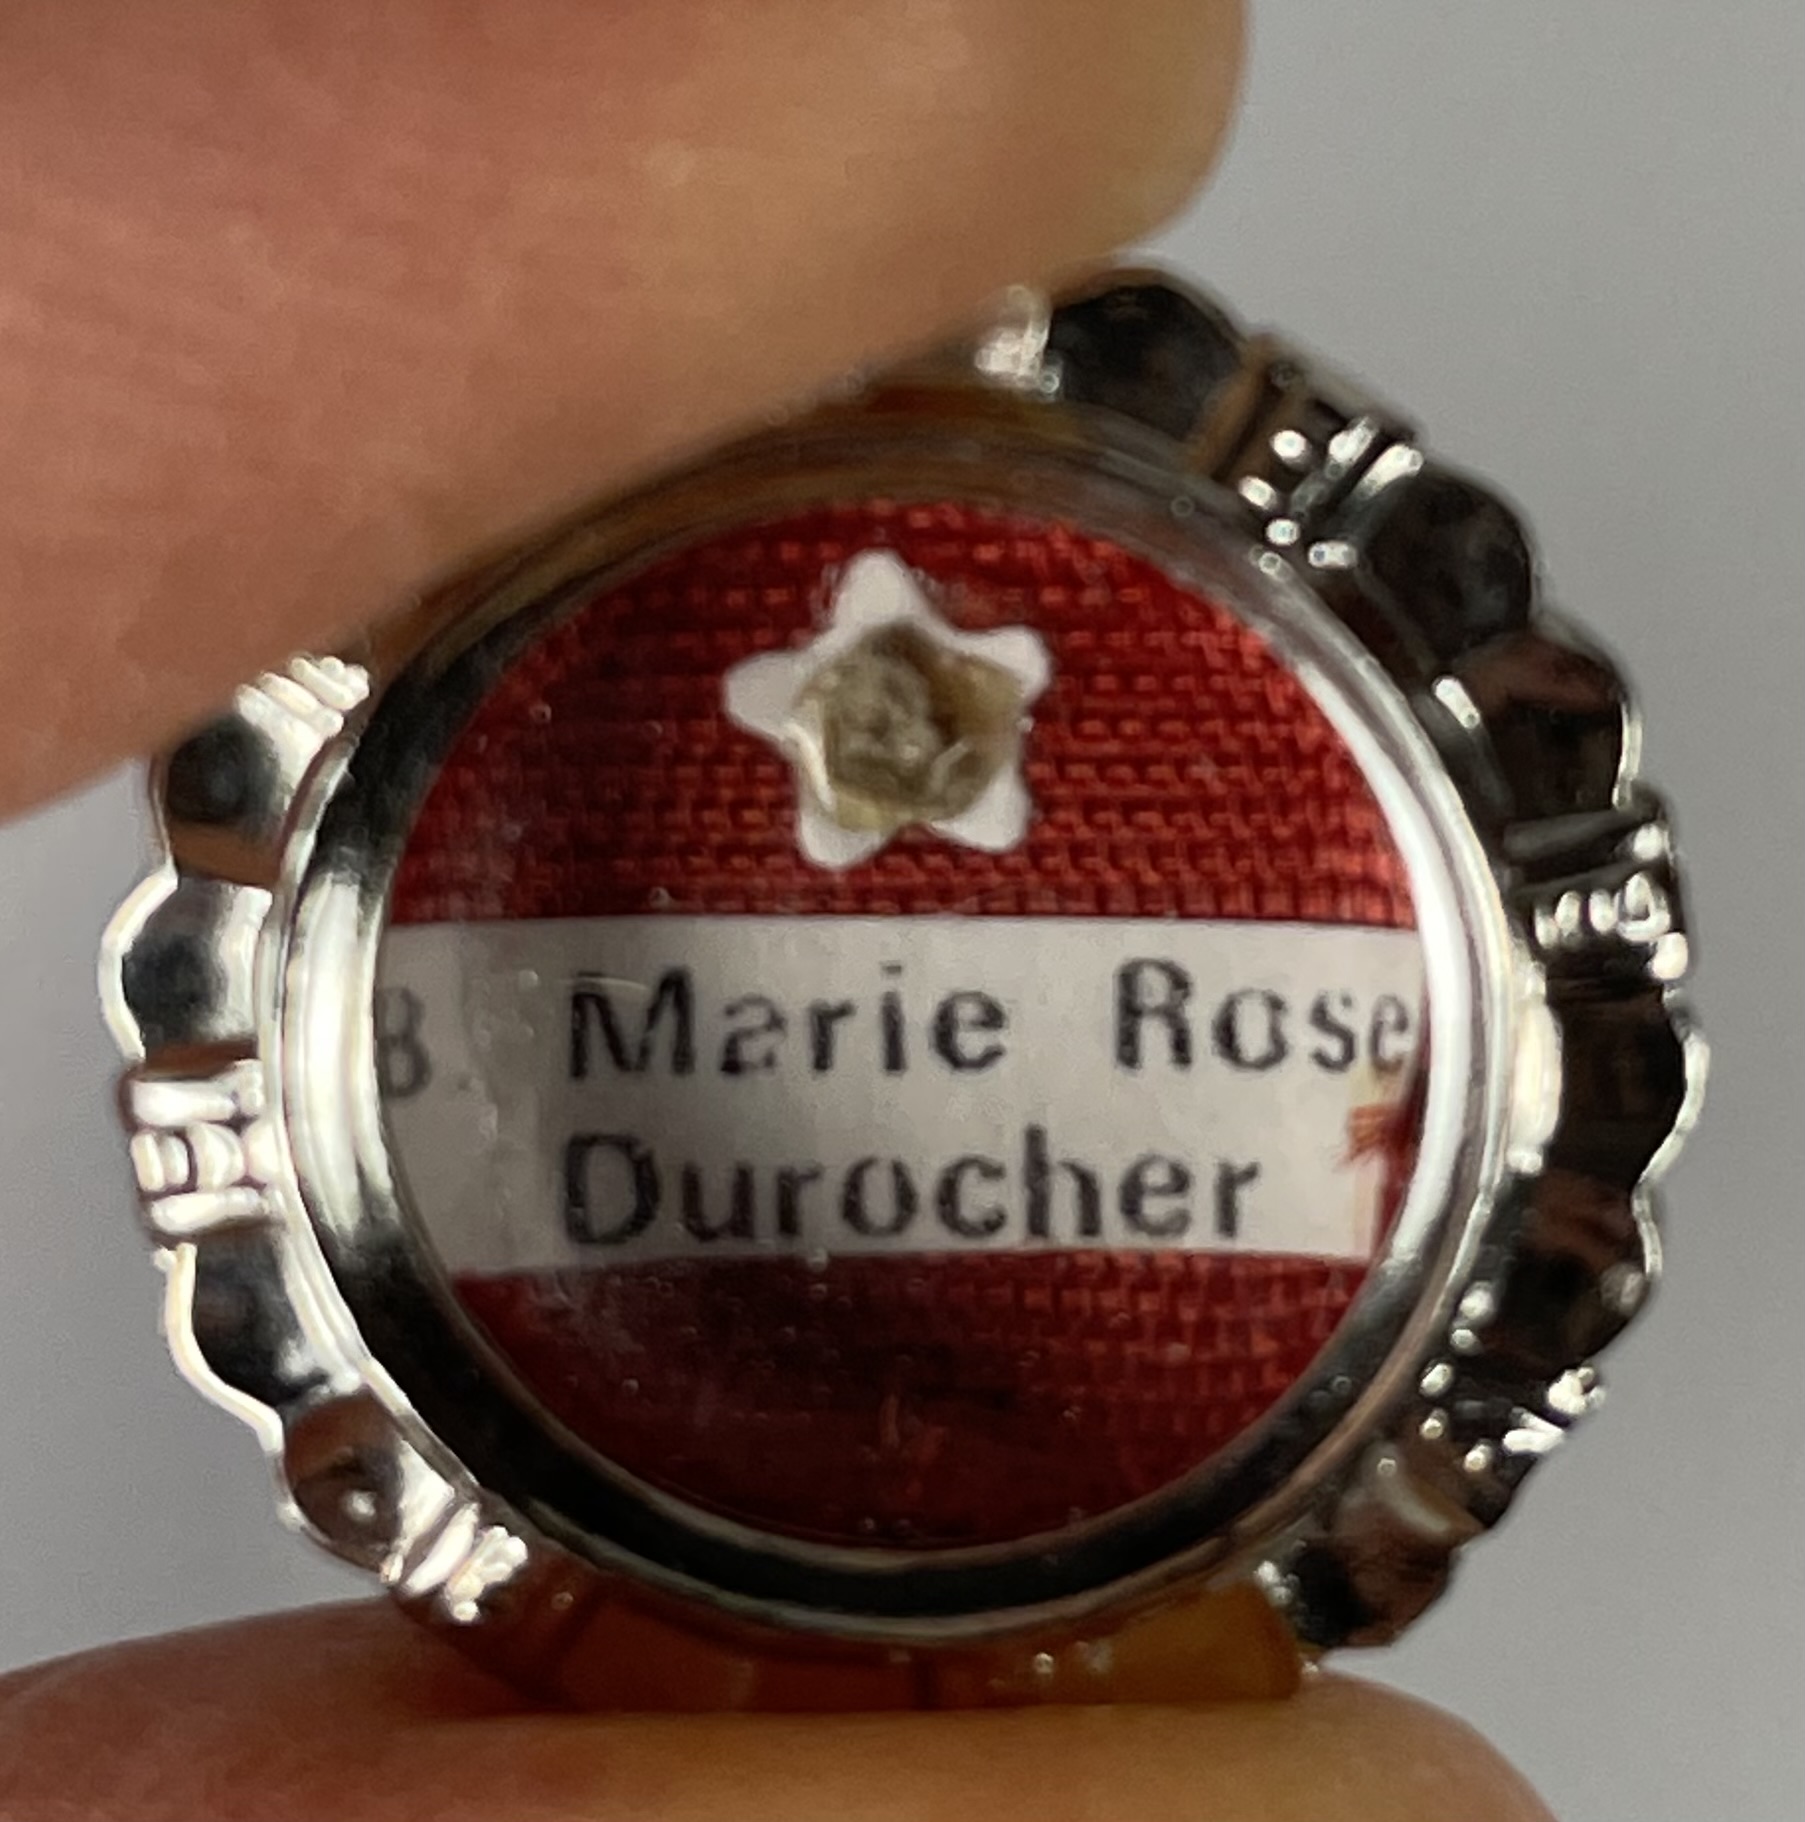 B. Marie Rose
Durocher